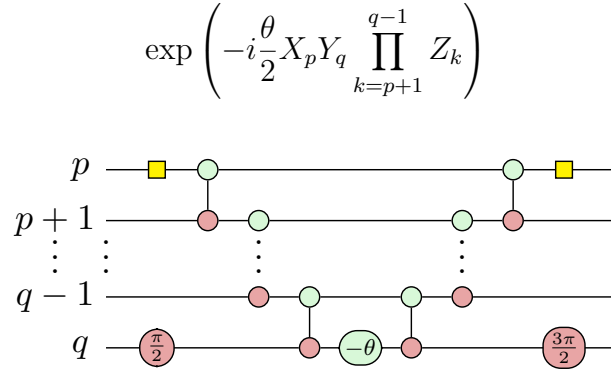 exp(-i θ/2 X_p Y_q ∏_{k=p+1}^{q-1} Z_k)
p
p + 1
⋮ ⋮ ⋮ ⋮
q − 1
q π/2 −θ 3π/2